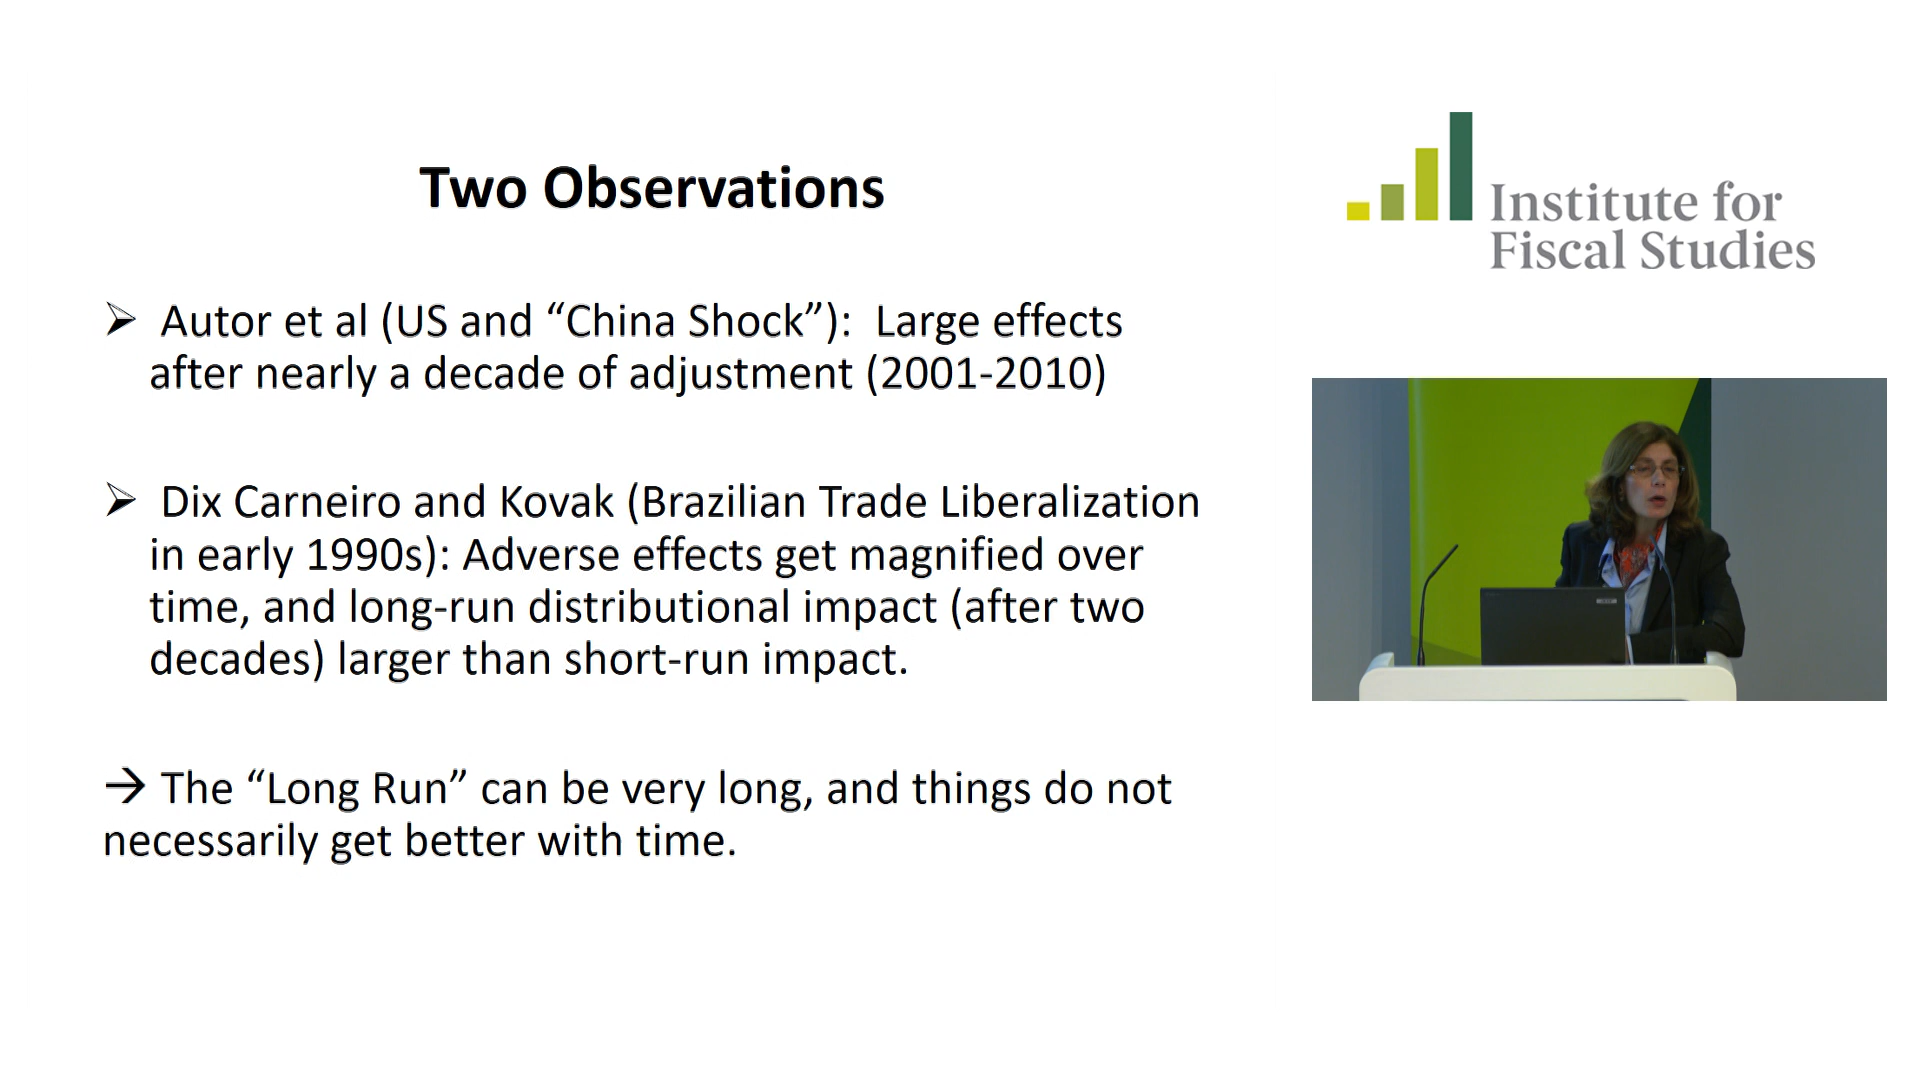 Two Observations
Institute for
Fiscal Studies
➢ Autor et al (US and “China Shock”): Large effects
after nearly a decade of adjustment (2001-2010)
➢ Dix Carneiro and Kovak (Brazilian Trade Liberalization
in early 1990s): Adverse effects get magnified over
time, and long-run distributional impact (after two
decades) larger than short-run impact.
→ The “Long Run” can be very long, and things do not
necessarily get better with time.